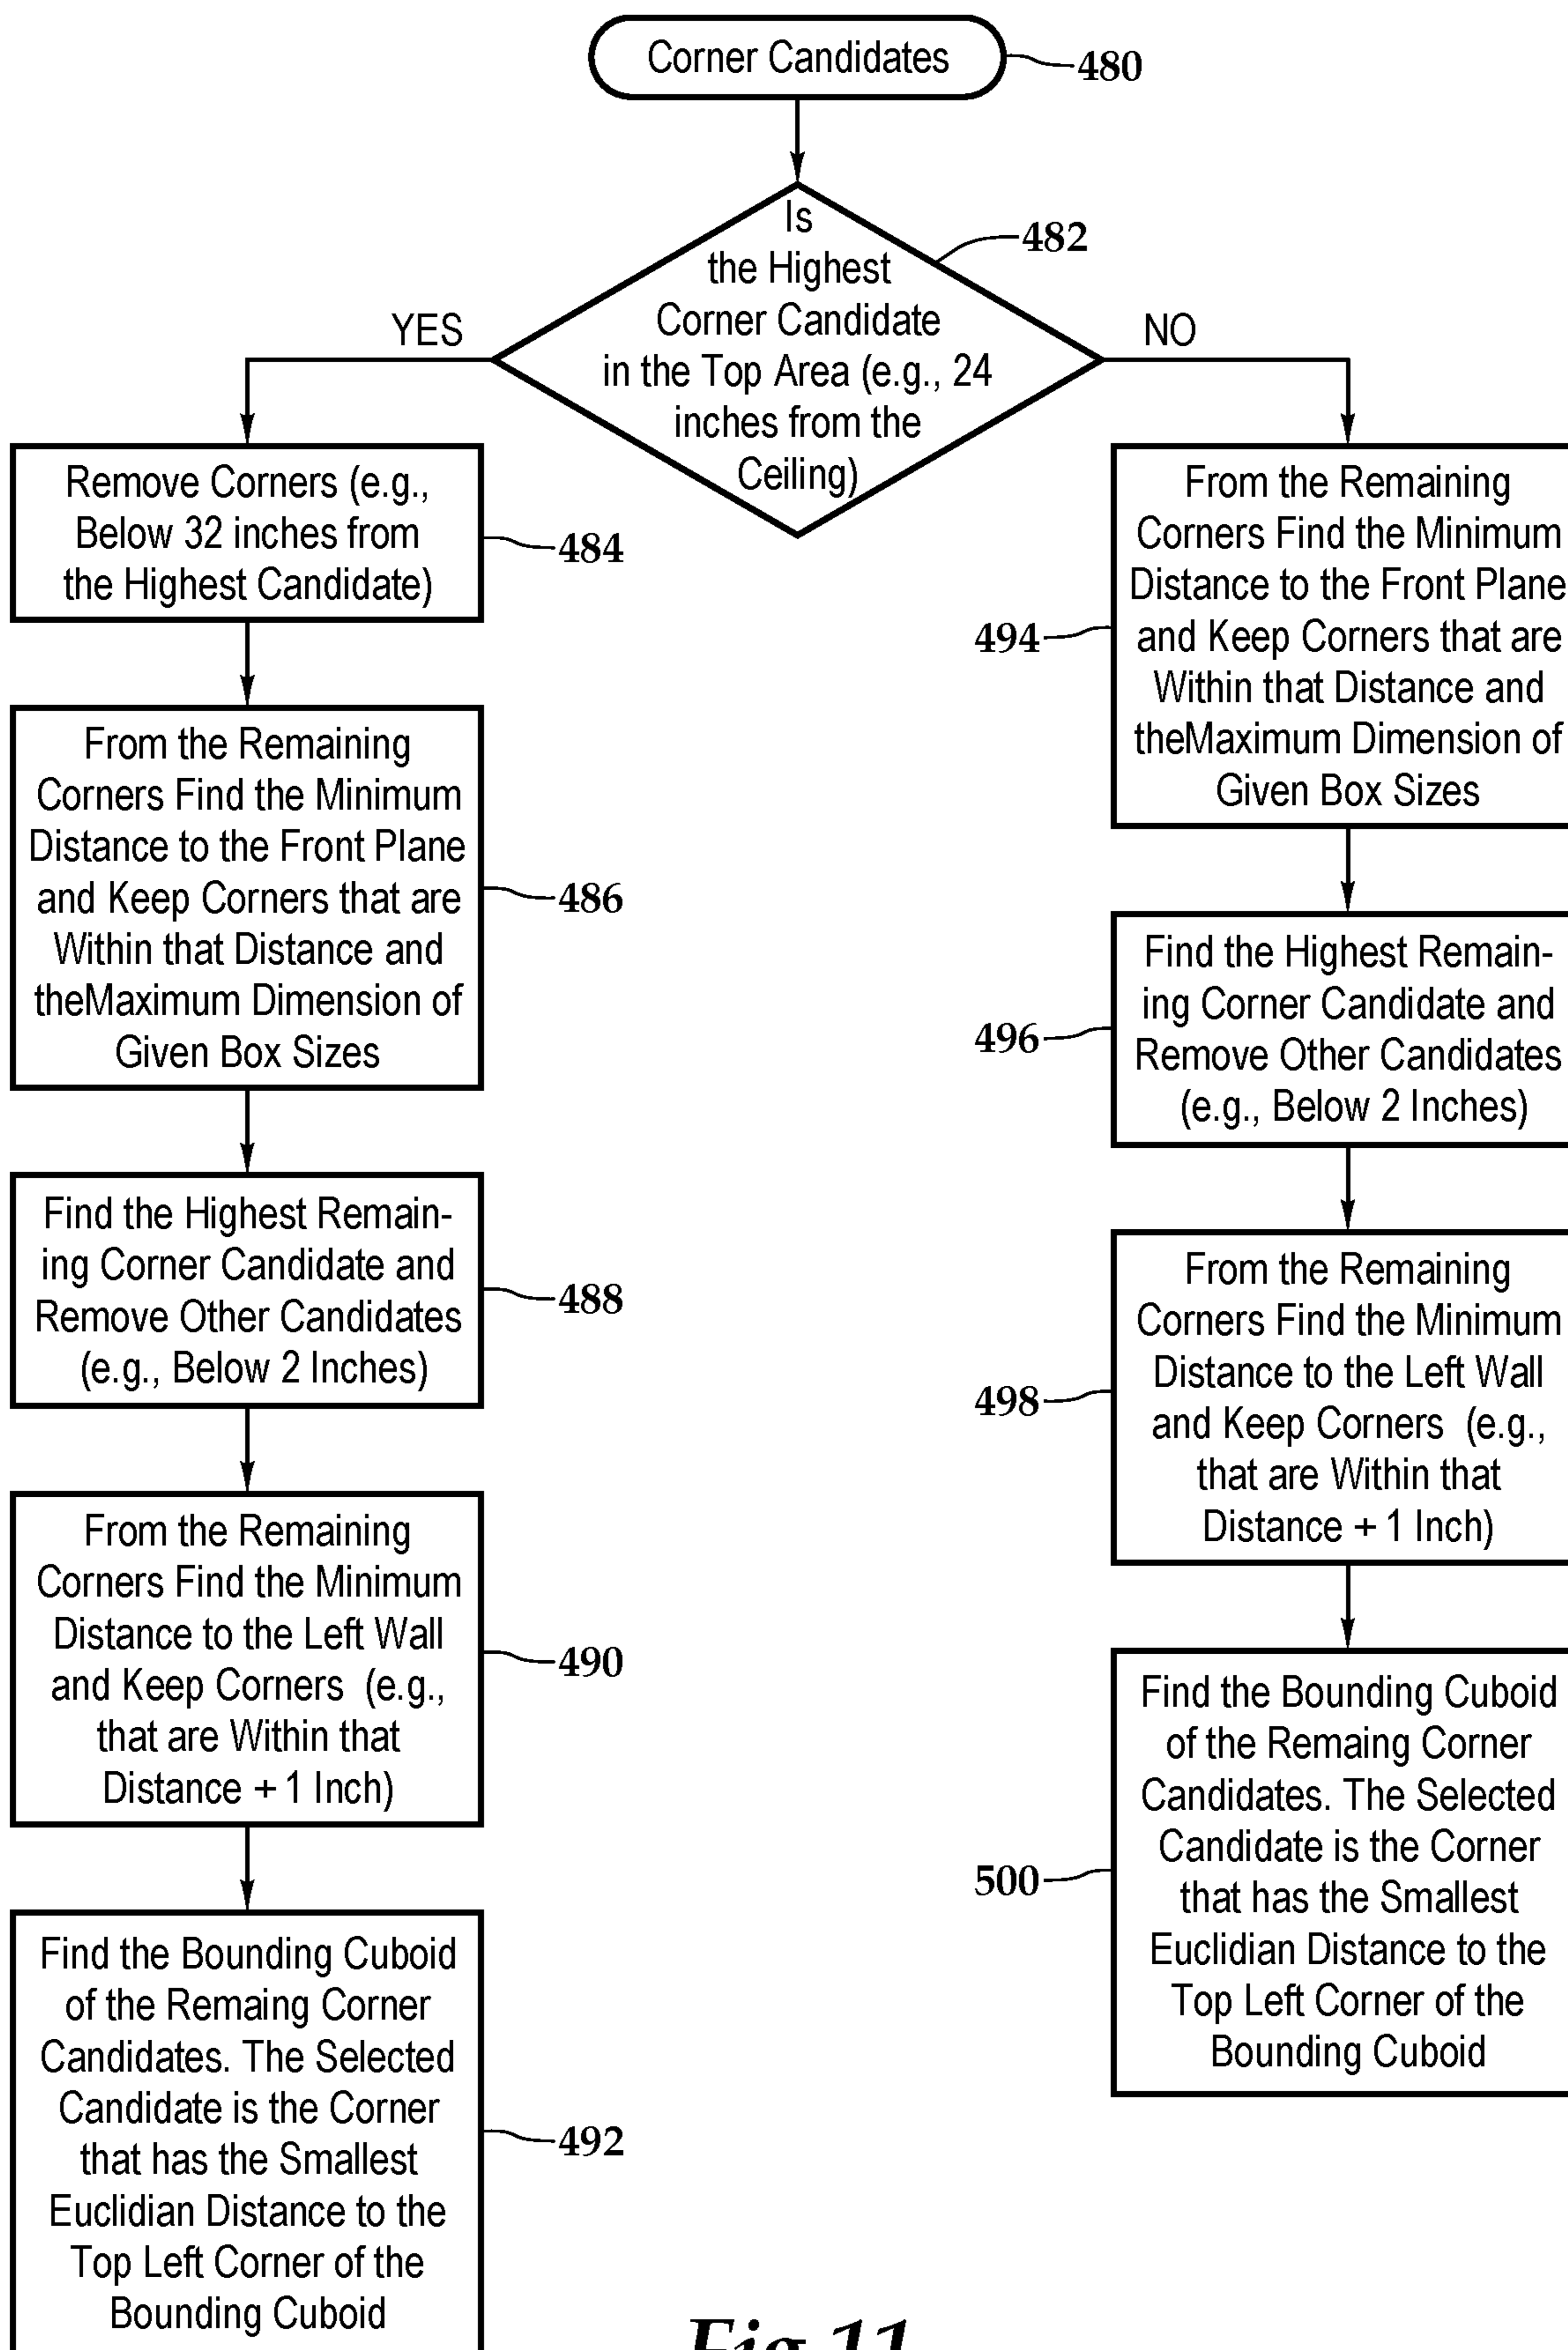 Corner Candidates
480
Is
the Highest
Corner Candidate
in the Top Area (e.g., 24
inches from the
Ceiling)
482
YES
NO
Remove Corners (e.g.,
Below 32 inches from
the Highest Candidate)
484
From the Remaining
Corners Find the Minimum
Distance to the Front Plane
and Keep Corners that are
Within that Distance and
theMaximum Dimension of
Given Box Sizes
486
Find the Highest Remain-
ing Corner Candidate and
Remove Other Candidates
(e.g., Below 2 Inches)
488
From the Remaining
Corners Find the Minimum
Distance to the Left Wall
and Keep Corners (e.g.,
that are Within that
Distance + 1 Inch)
490
Find the Bounding Cuboid
of the Remaing Corner
Candidates. The Selected
Candidate is the Corner
that has the Smallest
Euclidian Distance to the
Top Left Corner of the
Bounding Cuboid
492
From the Remaining
Corners Find the Minimum
Distance to the Front Plane
and Keep Corners that are
Within that Distance and
theMaximum Dimension of
Given Box Sizes
494
Find the Highest Remain-
ing Corner Candidate and
Remove Other Candidates
(e.g., Below 2 Inches)
496
From the Remaining
Corners Find the Minimum
Distance to the Left Wall
and Keep Corners (e.g.,
that are Within that
Distance + 1 Inch)
498
Find the Bounding Cuboid
of the Remaing Corner
Candidates. The Selected
Candidate is the Corner
that has the Smallest
Euclidian Distance to the
Top Left Corner of the
Bounding Cuboid
500
Fig.11